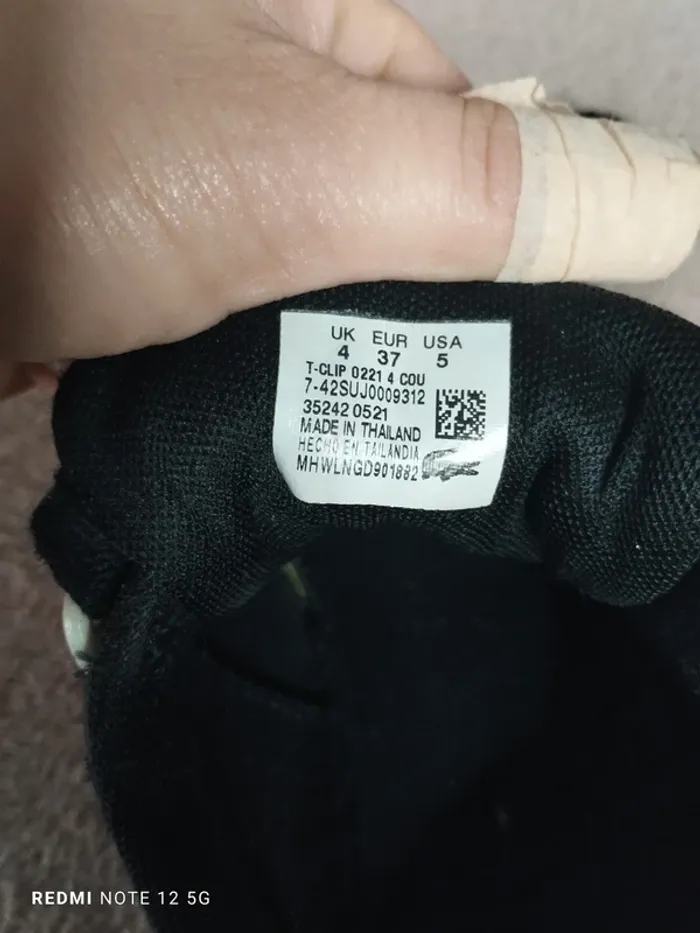 UK EUR USA
4 37 5
T-CLIP 0221 4 COU
7-42SUJ0009312
35242 0521
MADE IN THAILAND
HECHO EN TAILANDIA
MHWLNGD901882
REDMI NOTE 12 5G